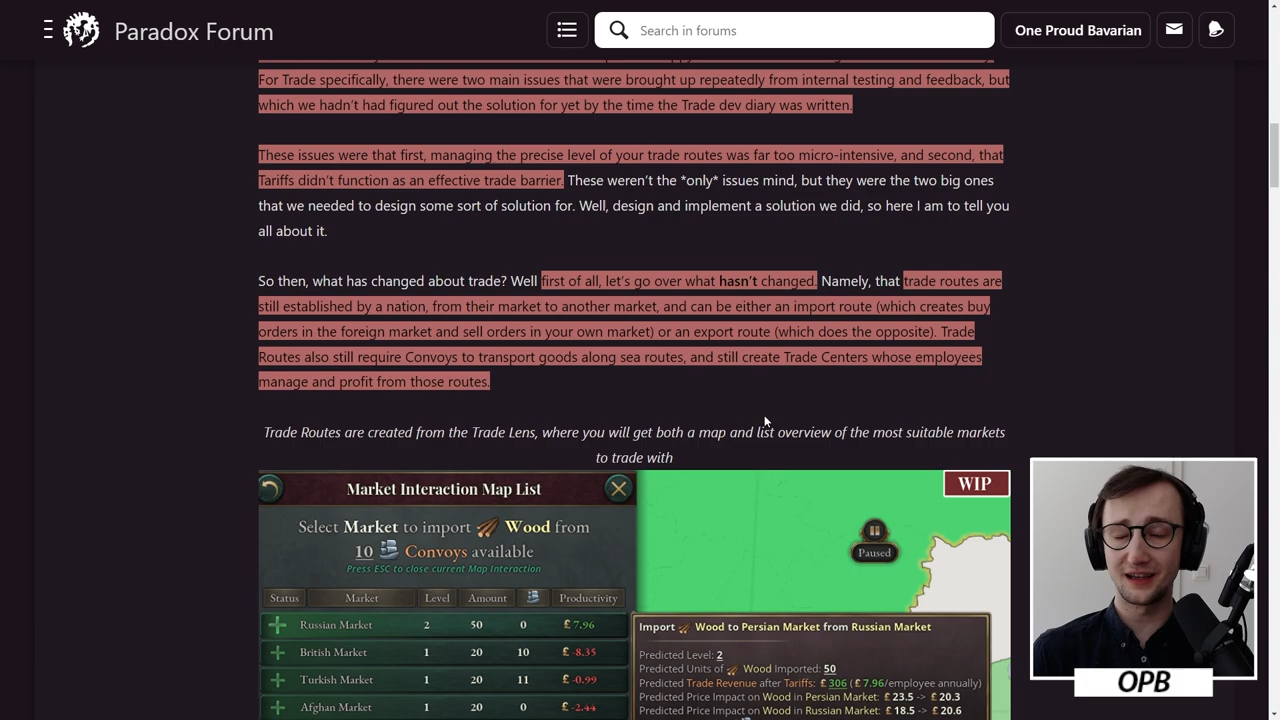 Paradox Forum
Search in forums
One Proud Bavarian
For Trade specifically, there were two main issues that were brought up repeatedly from internal testing and feedback, but
which we hadn't had figured out the solution for yet by the time the Trade dev diary was written.
These issues were that first, managing the precise level of your trade routes was far too micro-intensive, and second, that
Tariffs didn't function as an effective trade barrier. These weren't the *only* issues mind, but they were the two big ones
that we needed to design some sort of solution for. Well, design and implement a solution we did, so here I am to tell you
all about it.
So then, what has changed about trade? Well first of all, let's go over what hasn't changed. Namely, that trade routes are
still established by a nation, from their market to another market, and can be either an import route (which creates buy
orders in the foreign market and sell orders in your own market) or an export route (which does the opposite). Trade
Routes also still require Convoys to transport goods along sea routes, and still create Trade Centers whose employees
manage and profit from those routes.
Trade Routes are created from the Trade Lens, where you will get both a map and list overview of the most suitable markets
to trade with
Market Interaction Map List
WIP
Select Market to import Wood from
10 Convoys available
Press ESC to close current Map Interaction
Paused
Status Market Level Amount Productivity
Russian Market 2 50 0 £ 7.96
British Market 1 20 10 £ -8.35
Turkish Market 1 20 11 £ -0.99
Afghan Market 1 20 0 £ -2.44
Import Wood to Persian Market from Russian Market
Predicted Level: 2
Predicted Units of Wood Imported: 50
Predicted Trade Revenue after Tariffs: £ 306 (£ 7.96/employee annually)
Predicted Price Impact on Wood in Persian Market: £ 23.5 -> £ 20.3
Predicted Price Impact on Wood in Russian Market: £ 18.5 -> £ 20.6
OPB